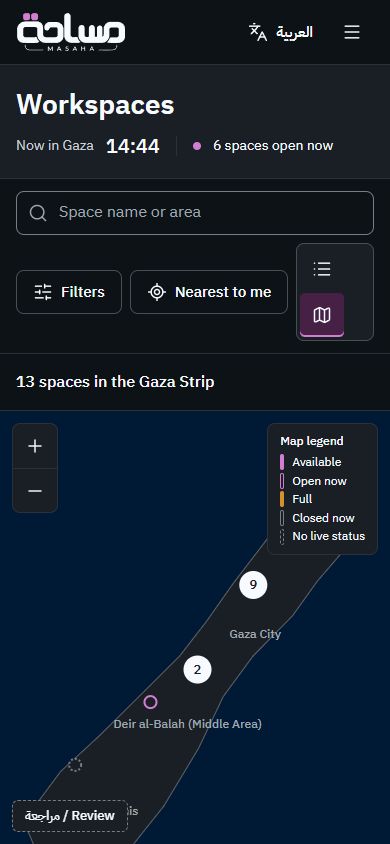 مساحة
MASAHA
العربية
Workspaces
Now in Gaza 14:44 6 spaces open now
Space name or area
Filters
Nearest to me
13 spaces in the Gaza Strip
+
−
Map legend
Available
Open now
Full
Closed now
No live status
9
Gaza City
2
Deir al-Balah (Middle Area)
مراجعة / Review